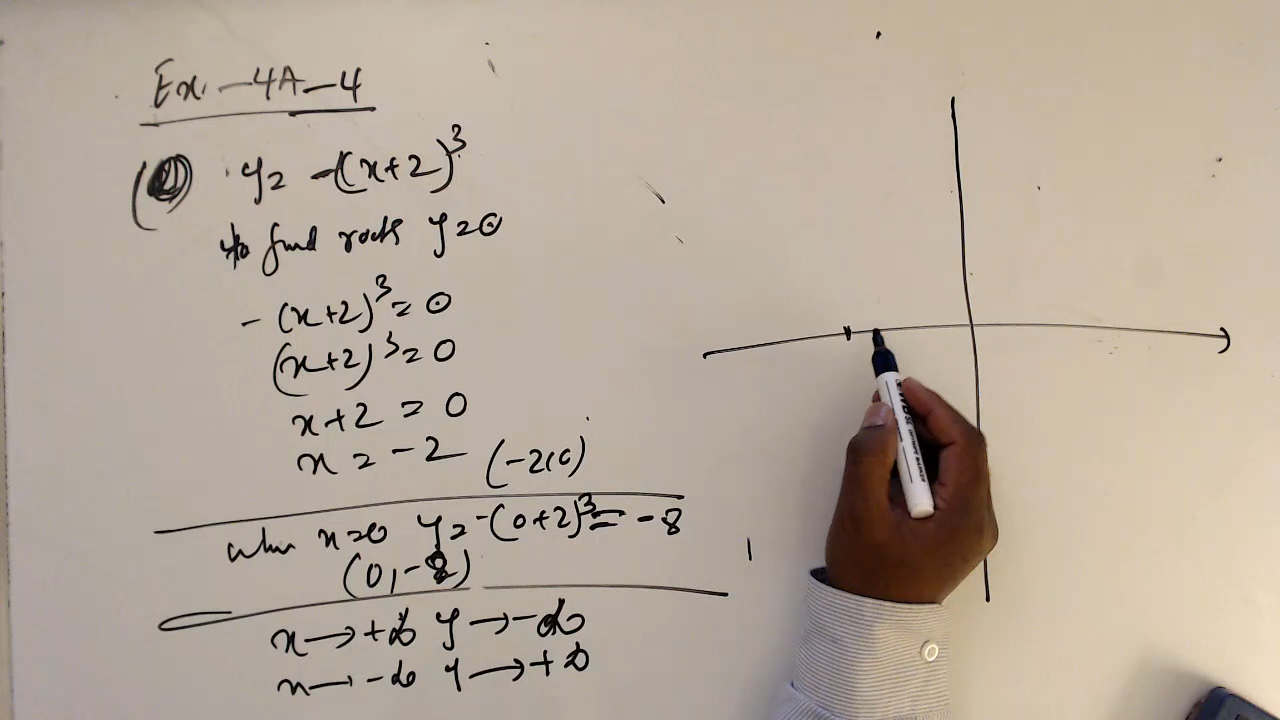 Ex. - 4A - 4
y = -(x+2)³
to find roots y = 0
- (x+2)³ = 0
(x+2)³ = 0
x+2 = 0
x = -2 (-2,0)
when x=0 y = -(0+2)³ = -8
(0, -8)
x → +∞ y → -∞
x → -∞ y → +∞